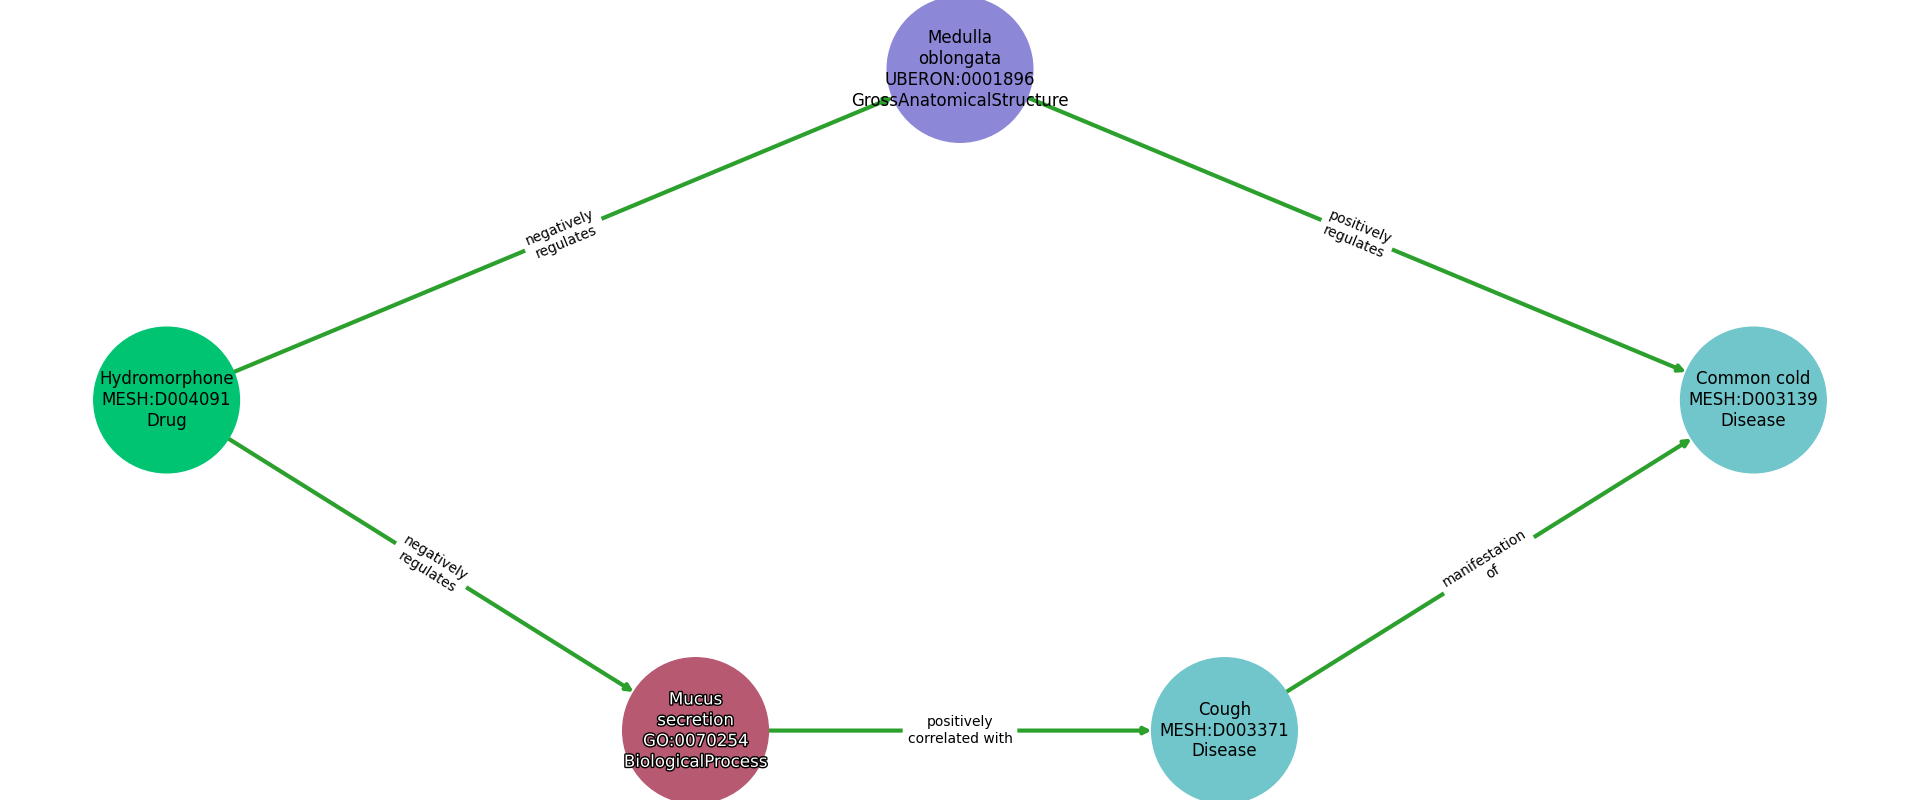 Medulla
oblongata
UBERON:0001896
GrossAnatomicalStructure
negatively
regulates
positively
regulates
Hydromorphone
MESH:D004091
Drug
Common cold
MESH:D003139
Disease
negatively
regulates
manifestation
of
Mucus
secretion
GO:0070254
BiologicalProcess
positively
correlated with
Cough
MESH:D003371
Disease